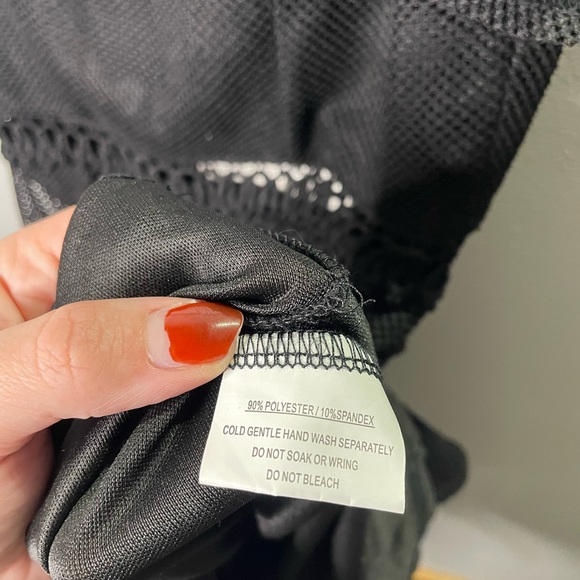 90% POLYESTER / 10%SPANDEX
COLD GENTLE HAND WASH SEPARATELY
DO NOT SOAK OR WRING
DO NOT BLEACH